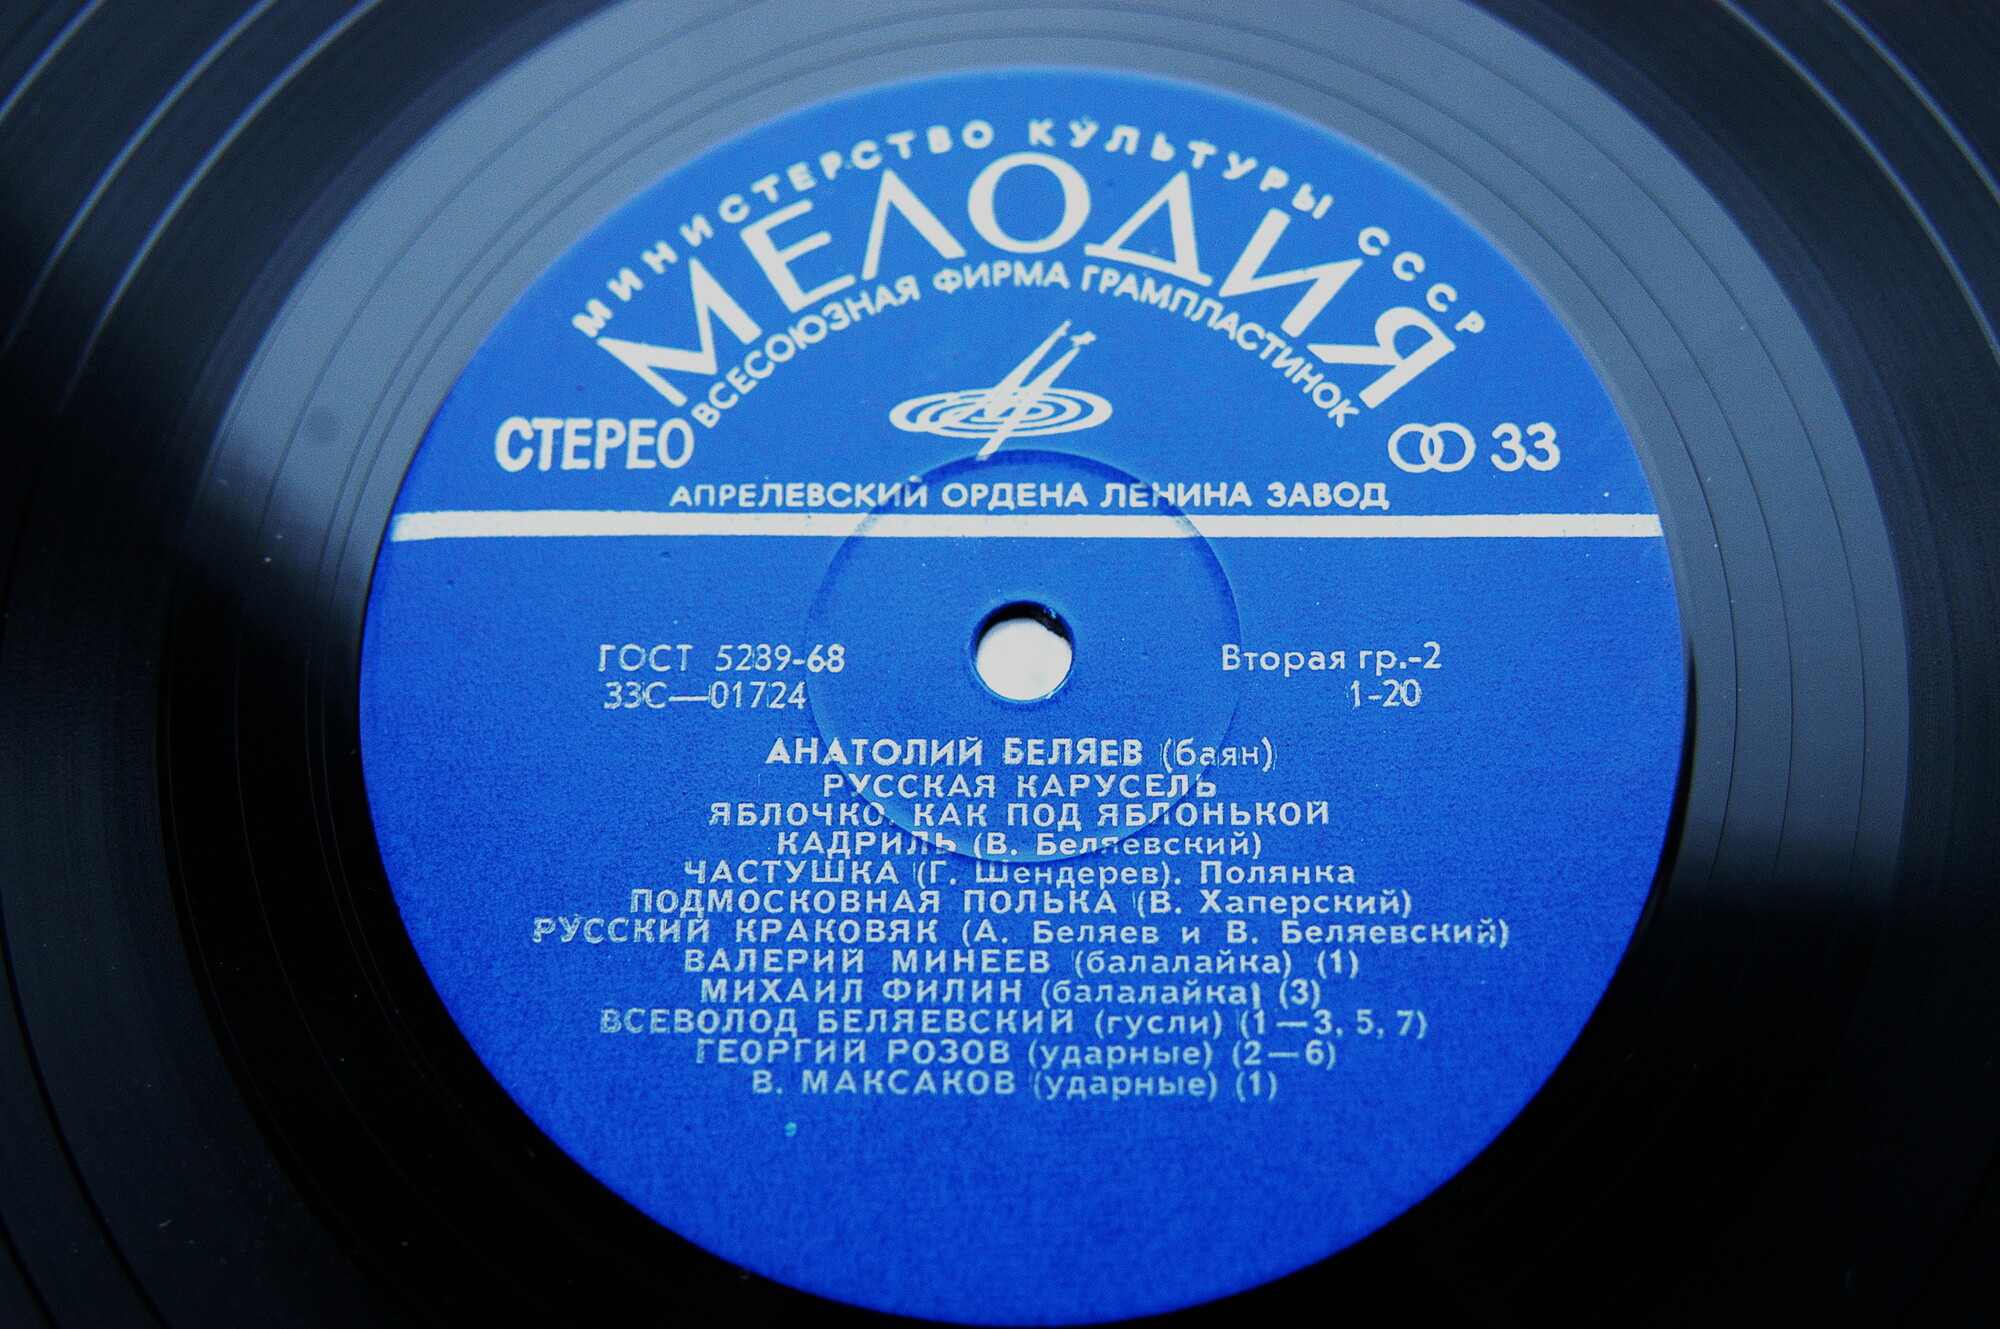 МИНИСТЕРСТВО КУЛЬТУРЫ СССР
МЕЛОДИЯ
ВСЕСОЮЗНАЯ ФИРМА ГРАМПЛАСТИНОК
СТЕРЕО
33
АПРЕЛЕВСКИЙ ОРДЕНА ЛЕНИНА ЗАВОД
ГОСТ 5289-68
Вторая гр.-2
33С—01724
1-20
АНАТОЛИЙ БЕЛЯЕВ (баян)
РУССКАЯ КАРУСЕЛЬ
ЯБЛОЧКО. КАК ПОД ЯБЛОНЬКОЙ
КАДРИЛЬ (В. Беляевский)
ЧАСТУШКА (Г. Шендерев). Полянка
ПОДМОСКОВНАЯ ПОЛЬКА (В. Хаперский)
РУССКИЙ КРАКОВЯК (А. Беляев и В. Беляевский)
ВАЛЕРИЙ МИНЕЕВ (балалайка) (1)
МИХАИЛ ФИЛИН (балалайка) (3)
ВСЕВОЛОД БЕЛЯЕВСКИЙ (гусли) (1—3, 5, 7)
ГЕОРГИЙ РОЗОВ (ударные) (2—6)
В. МАКСАКОВ (ударные) (1)